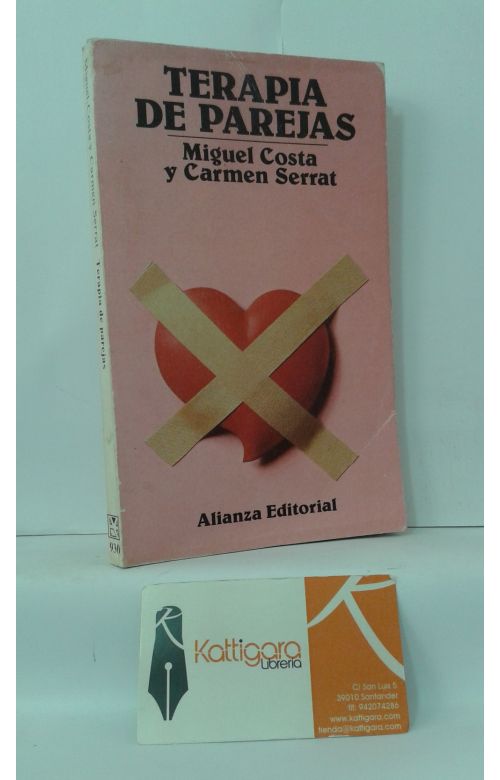 TERAPIA
DE PAREJAS
Miguel Costa
y Carmen Serrat
Alianza Editorial
Miguel Costa y Carmen Serrat Terapia de parejas
930
Kattigara
Librería
C/ San Luis 5
39010 Santander
tlf: 942074286
www.kattigara.com
tienda@kattigara.com